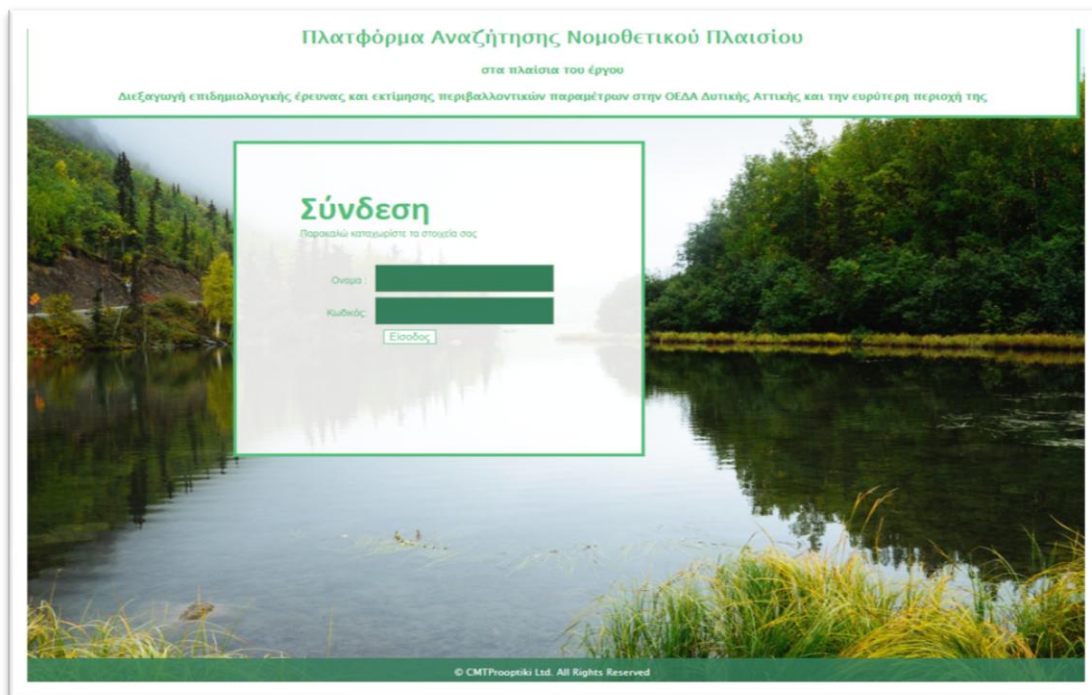 Πλατφόρμα Αναζήτησης Νομοθετικού Πλαισίου
στα πλαίσια του έργου
Διεξαγωγή επιδημιολογικής έρευνας και εκτίμησης περιβαλλοντικών παραμέτρων στην ΟΕΔΑ Δυτικής Αττικής και την ευρύτερη περιοχή της
Σύνδεση
Παρακαλώ καταχωρίστε τα στοιχεία σας
Ονομα :
Κωδικός:
Είσοδος
© CMTProoptiki Ltd. All Rights Reserved